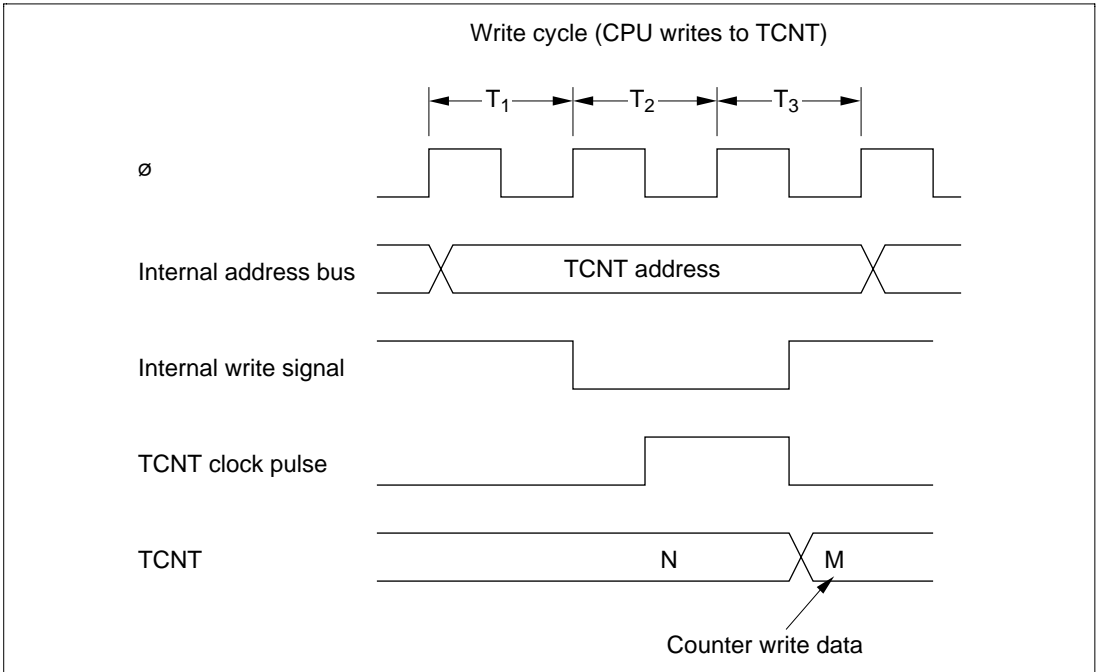 Write cycle (CPU writes to TCNT)
T1 T2 T3
ø
Internal address bus
TCNT address
Internal write signal
TCNT clock pulse
TCNT
N
M
Counter write data